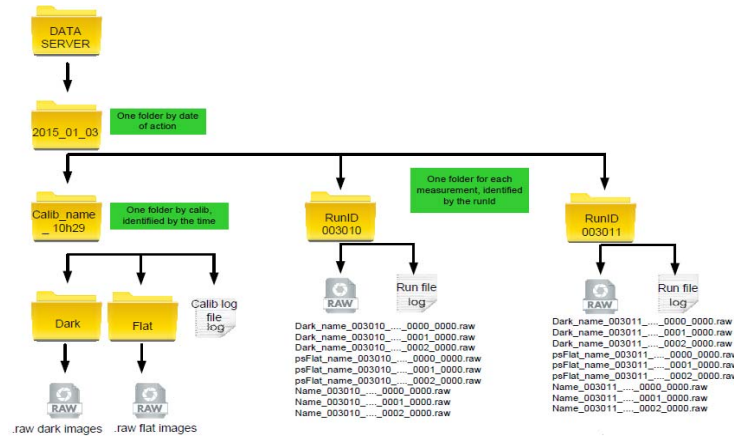 DATA
SERVER
2015_01_03
One folder by date
of action
Calib_name
_ 10h29
One folder by calib,
identifiied by the time
One folder for each
measurement, identified
by the runId
RunID
003010
RunID
003011
Dark
Flat
Calib log
file
log
RAW
Run file
log
RAW
Run file
log
Dark_name_003010_...._0000_0000.raw
Dark_name_003010_...._0001_0000.raw
Dark_name_003010_...._0002_0000.raw
psFlat_name_003010_...._0000_0000.raw
psFlat_name_003010_...._0001_0000.raw
psFlat_name_003010_...._0002_0000.raw
Name_003010_...._0000_0000.raw
Name_003010_...._0001_0000.raw
Name_003010_...._0002_0000.raw
Dark_name_003011_...._0000_0000.raw
Dark_name_003011_...._0001_0000.raw
Dark_name_003011_...._0002_0000.raw
psFlat_name_003011_...._0000_0000.raw
psFlat_name_003011_...._0001_0000.raw
psFlat_name_003011_...._0002_0000.raw
Name_003011_...._0000_0000.raw
Name_003011_...._0001_0000.raw
Name_003011_...._0002_0000.raw
RAW
RAW
.raw dark images
.raw flat images